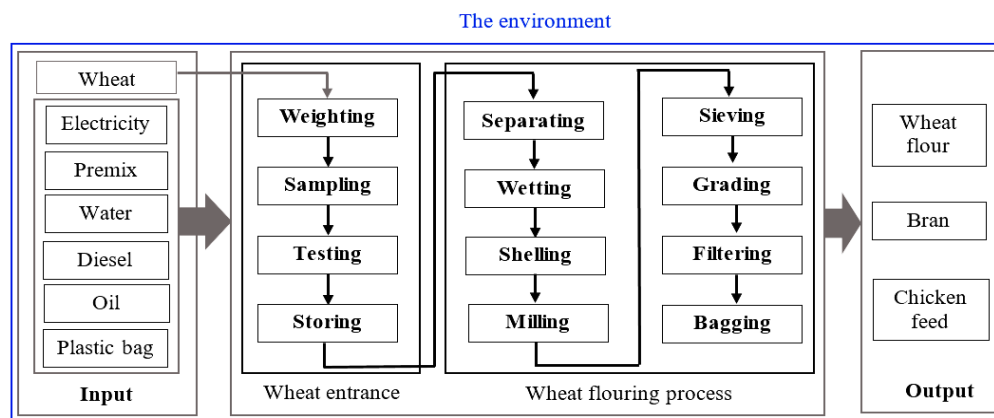 The environment
Wheat
Electricity
Premix
Water
Diesel
Oil
Plastic bag
Input
Weighting
Sampling
Testing
Storing
Wheat entrance
Separating
Wetting
Shelling
Milling
Sieving
Grading
Filtering
Bagging
Wheat flouring process
Wheat
flour
Bran
Chicken
feed
Output